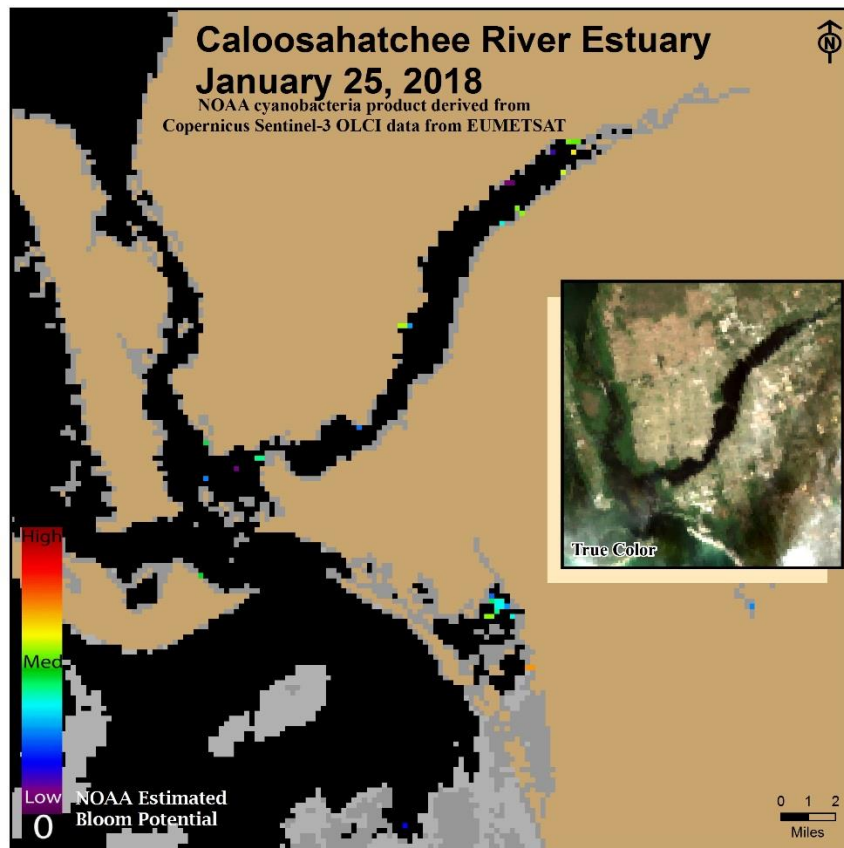 Caloosahatchee River Estuary
January 25, 2018
NOAA cyanobacteria product derived from
Copernicus Sentinel-3 OLCI data from EUMETSAT
N
True Color
High
Med
Low
0
NOAA Estimated
Bloom Potential
0 1 2
Miles